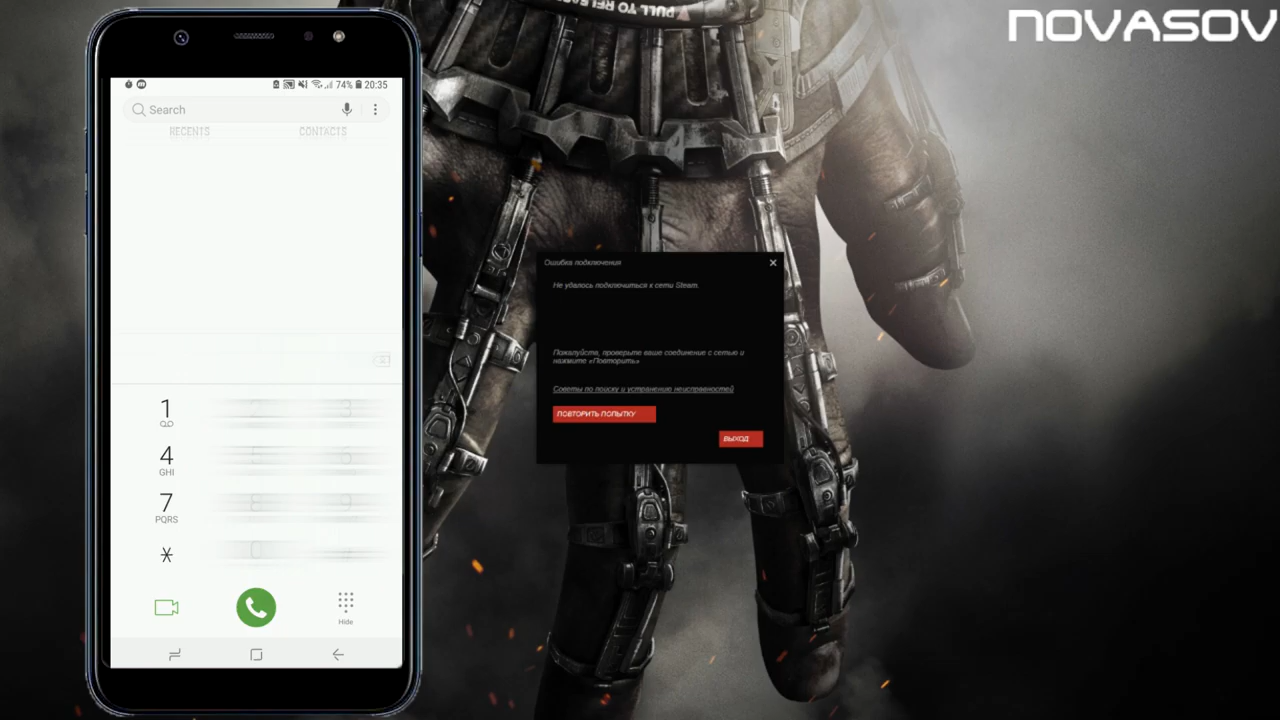 PULL TO RELEASE
NOVASOV
74% 20:35
Search
RECENTS
CONTACTS
Ошибка подключения
Не удалось подключиться к сети Steam.
Пожалуйста, проверьте ваше соединение с сетью и
нажмите «Повторить»
Советы по поиску и устранению неисправностей
ПОВТОРИТЬ ПОПЫТКУ
ВЫХОД
1
4
GHI
7
PQRS
*
Hide